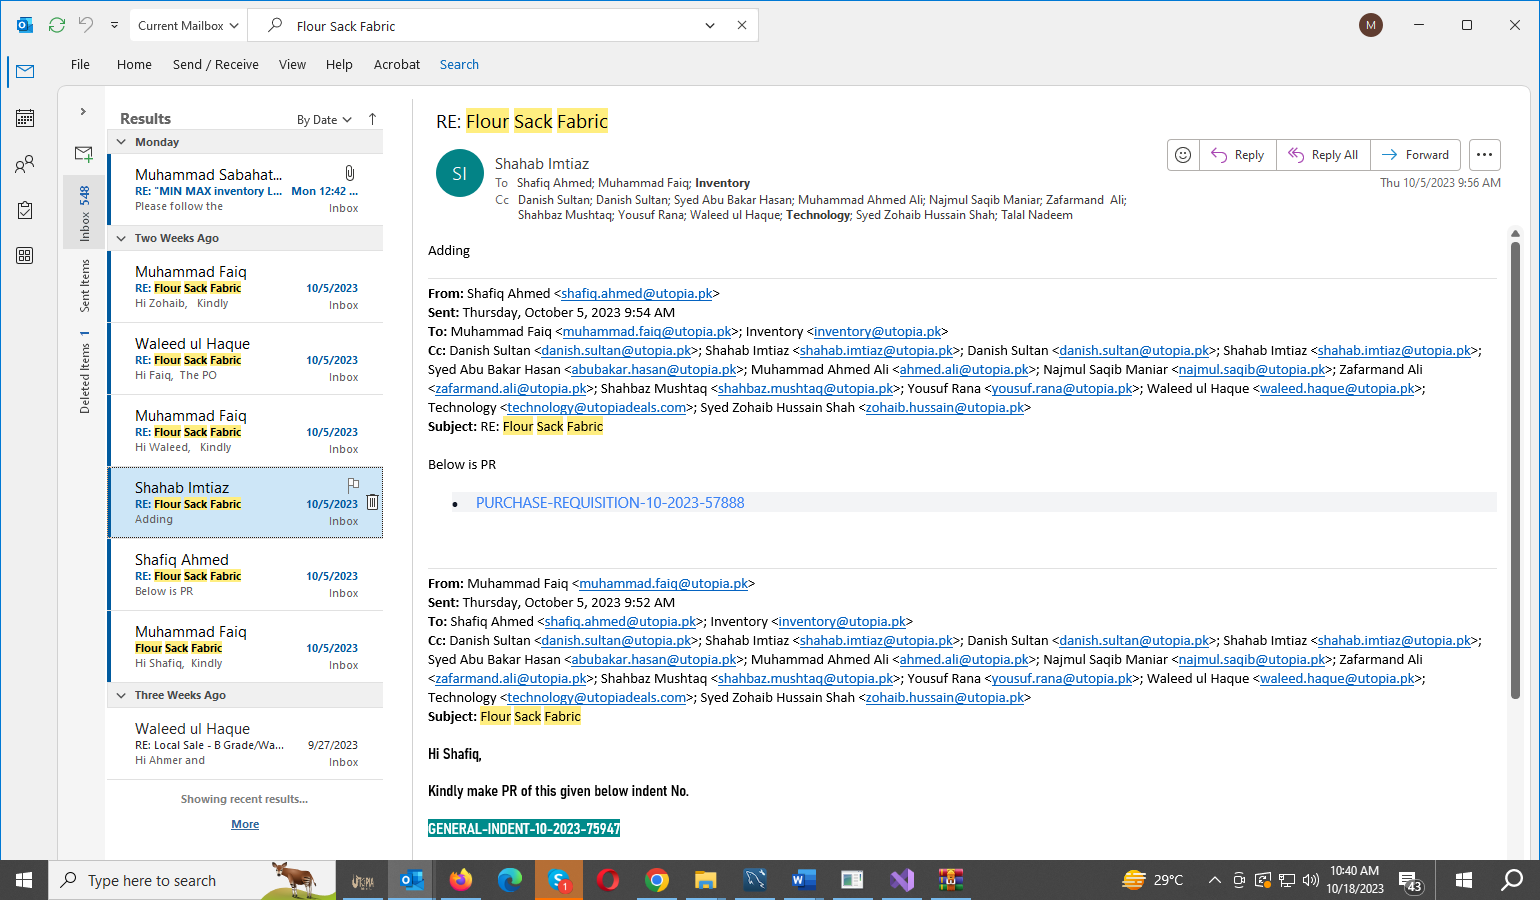 Current Mailbox
Flour Sack Fabric
M
File Home Send / Receive View Help Acrobat Search
Results
By Date
Monday
Muhammad Sabahat...
RE: "MIN MAX inventory L... Mon 12:42 ...
Please follow the Inbox
Two Weeks Ago
Muhammad Faiq
RE: Flour Sack Fabric 10/5/2023
Hi Zohaib, Kindly Inbox
Waleed ul Haque
RE: Flour Sack Fabric 10/5/2023
Hi Faiq, The PO Inbox
Muhammad Faiq
RE: Flour Sack Fabric 10/5/2023
Hi Waleed, Kindly Inbox
Shahab Imtiaz
RE: Flour Sack Fabric 10/5/2023
Adding Inbox
Shafiq Ahmed
RE: Flour Sack Fabric 10/5/2023
Below is PR Inbox
Muhammad Faiq
Flour Sack Fabric 10/5/2023
Hi Shafiq, Kindly Inbox
Three Weeks Ago
Waleed ul Haque
RE: Local Sale - B Grade/Wa... 9/27/2023
Hi Ahmer and Inbox
Showing recent results...
More
Inbox 548
Sent Items
Deleted Items 1
RE: Flour Sack Fabric
SI
Shahab Imtiaz
To Shafiq Ahmed; Muhammad Faiq; Inventory
Cc Danish Sultan; Danish Sultan; Syed Abu Bakar Hasan; Muhammad Ahmed Ali; Najmul Saqib Maniar; Zafarmand Ali;
Shahbaz Mushtaq; Yousuf Rana; Waleed ul Haque; Technology; Syed Zohaib Hussain Shah; Talal Nadeem
Reply Reply All Forward
Thu 10/5/2023 9:56 AM
Adding
From: Shafiq Ahmed <shafiq.ahmed@utopia.pk>
Sent: Thursday, October 5, 2023 9:54 AM
To: Muhammad Faiq <muhammad.faiq@utopia.pk>; Inventory <inventory@utopia.pk>
Cc: Danish Sultan <danish.sultan@utopia.pk>; Shahab Imtiaz <shahab.imtiaz@utopia.pk>; Danish Sultan <danish.sultan@utopia.pk>; Shahab Imtiaz <shahab.imtiaz@utopia.pk>;
Syed Abu Bakar Hasan <abubakar.hasan@utopia.pk>; Muhammad Ahmed Ali <ahmed.ali@utopia.pk>; Najmul Saqib Maniar <najmul.saqib@utopia.pk>; Zafarmand Ali
<zafarmand.ali@utopia.pk>; Shahbaz Mushtaq <shahbaz.mushtaq@utopia.pk>; Yousuf Rana <yousuf.rana@utopia.pk>; Waleed ul Haque <waleed.haque@utopia.pk>;
Technology <technology@utopiadeals.com>; Syed Zohaib Hussain Shah <zohaib.hussain@utopia.pk>
Subject: RE: Flour Sack Fabric
Below is PR
• PURCHASE-REQUISITION-10-2023-57888
From: Muhammad Faiq <muhammad.faiq@utopia.pk>
Sent: Thursday, October 5, 2023 9:52 AM
To: Shafiq Ahmed <shafiq.ahmed@utopia.pk>; Inventory <inventory@utopia.pk>
Cc: Danish Sultan <danish.sultan@utopia.pk>; Shahab Imtiaz <shahab.imtiaz@utopia.pk>; Danish Sultan <danish.sultan@utopia.pk>; Shahab Imtiaz <shahab.imtiaz@utopia.pk>;
Syed Abu Bakar Hasan <abubakar.hasan@utopia.pk>; Muhammad Ahmed Ali <ahmed.ali@utopia.pk>; Najmul Saqib Maniar <najmul.saqib@utopia.pk>; Zafarmand Ali
<zafarmand.ali@utopia.pk>; Shahbaz Mushtaq <shahbaz.mushtaq@utopia.pk>; Yousuf Rana <yousuf.rana@utopia.pk>; Waleed ul Haque <waleed.haque@utopia.pk>;
Technology <technology@utopiadeals.com>; Syed Zohaib Hussain Shah <zohaib.hussain@utopia.pk>
Subject: Flour Sack Fabric
Hi Shafiq,
Kindly make PR of this given below indent No.
GENERAL-INDENT-10-2023-75947
Type here to search
UTOPIA
1
29°C
10:40 AM
10/18/2023
43